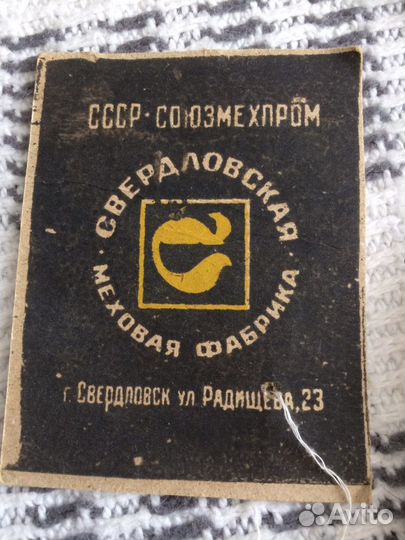 СССР·СОЮЗМЕХПРОМ
· СВЕРДЛОВСКАЯ ·
МЕХОВАЯ ФАБРИКА
г. СВЕРДЛОВСК ул. РАДИЩЕВА, 23
Avito